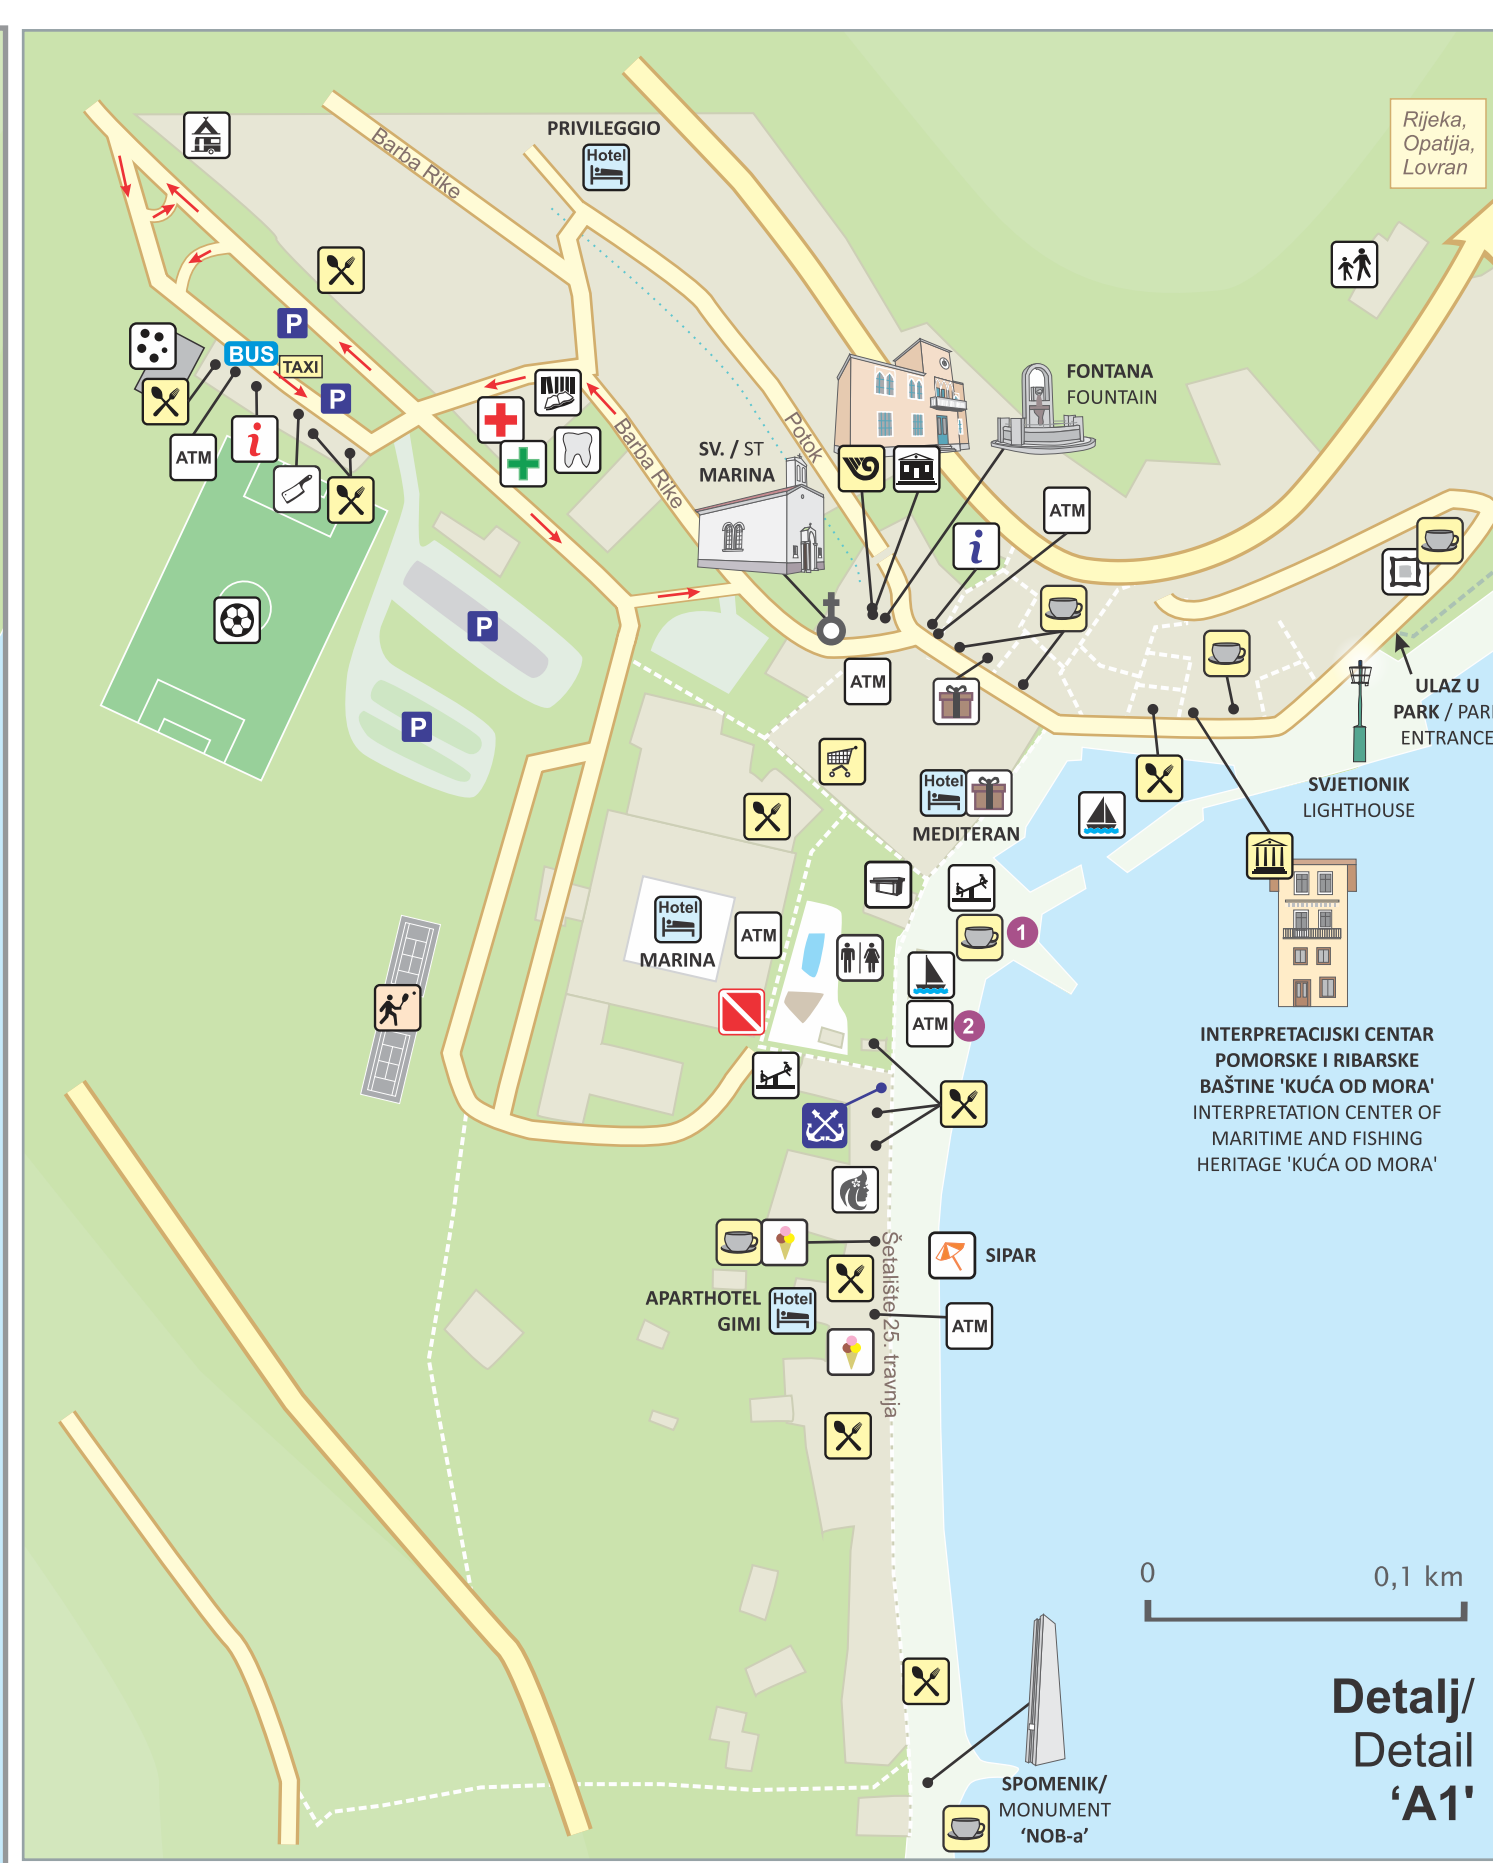 Rijeka,
Opatija,
Lovran
PRIVILEGGIO
Hotel
Barba Rike
P
BUS
TAXI
P
i
ATM
Barba Rike
Potok
SV. / ST
MARINA
FONTANA
FOUNTAIN
ATM
i
P
P
ATM
ULAZ U
PARK / PAR
ENTRANCE
SVJETIONIK
LIGHTHOUSE
Hotel
MEDITERAN
Hotel
MARINA
ATM
1
ATM
2
INTERPRETACIJSKI CENTAR
POMORSKE I RIBARSKE
BAŠTINE 'KUĆA OD MORA'
INTERPRETATION CENTER OF
MARITIME AND FISHING
HERITAGE 'KUĆA OD MORA'
Šetalište 25. travnja
SIPAR
APARTHOTEL
GIMI
Hotel
ATM
0
0,1 km
SPOMENIK/
MONUMENT
‘NOB-a’
Detalj/
Detail
‘A1'